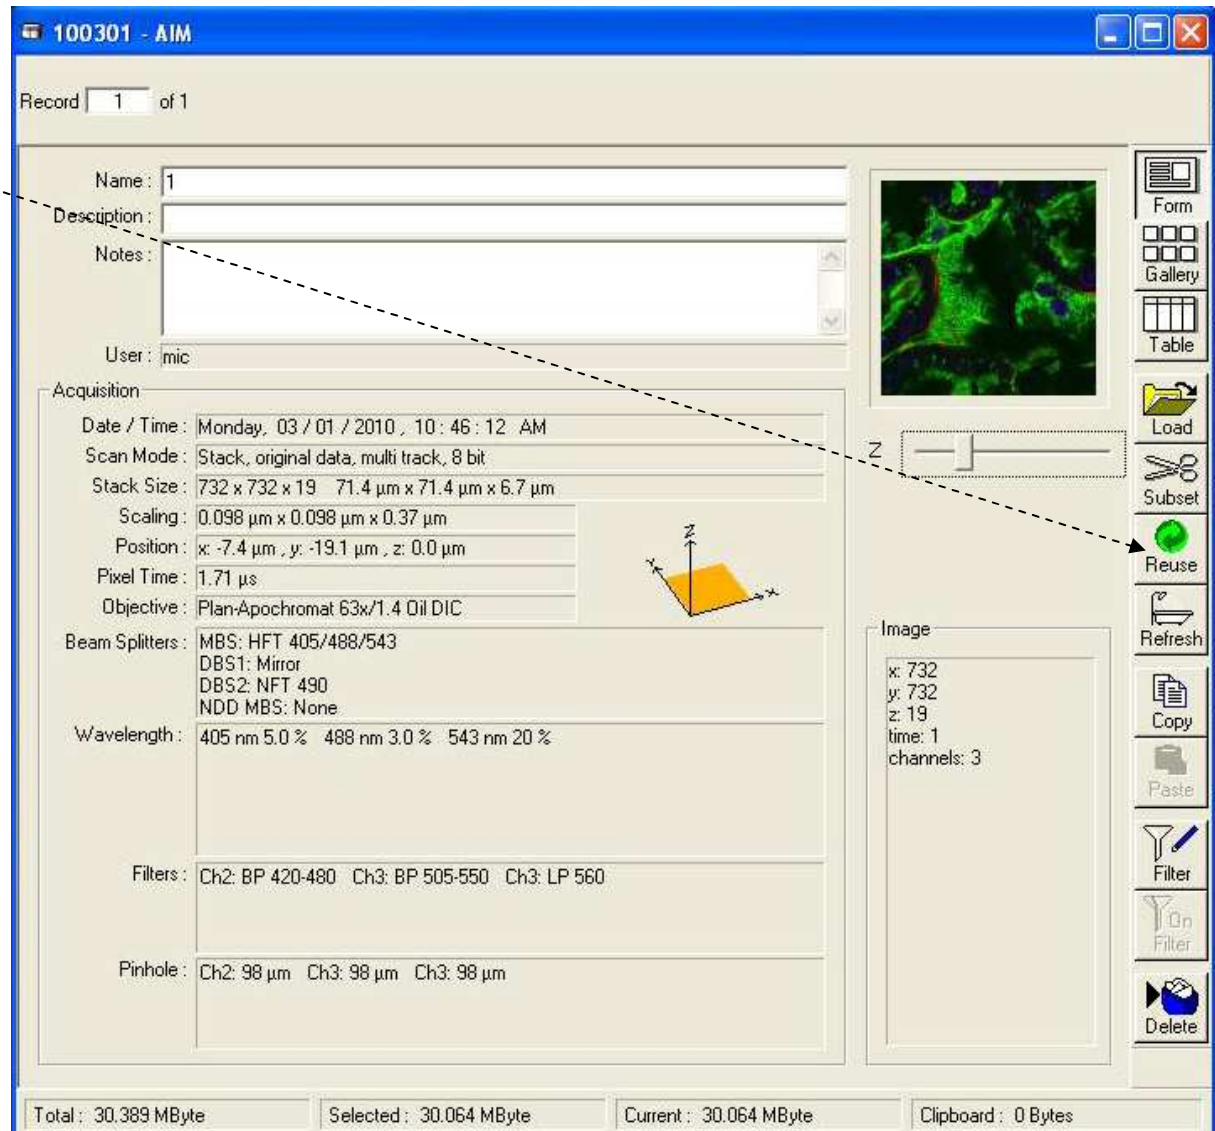 100301 - AIM
Record 1 of 1
Name : 1
Description :
Notes :
User : mic
Acquisition
Date / Time : Monday, 03 / 01 / 2010 , 10 : 46 : 12 AM
Scan Mode : Stack, original data, multi track, 8 bit
Stack Size : 732 x 732 x 19 71.4 µm x 71.4 µm x 6.7 µm
Scaling : 0.098 µm x 0.098 µm x 0.37 µm
Position : x: -7.4 µm , y: -19.1 µm , z: 0.0 µm
Pixel Time : 1.71 µs
Objective : Plan-Apochromat 63x/1.4 Oil DIC
Beam Splitters : MBS: HFT 405/488/543
DBS1: Mirror
DBS2: NFT 490
NDD MBS: None
Wavelength : 405 nm 5.0 % 488 nm 3.0 % 543 nm 20 %
Filters : Ch2: BP 420-480 Ch3: BP 505-550 Ch3: LP 560
Pinhole : Ch2: 98 µm Ch3: 98 µm Ch3: 98 µm
Z
Y
X
Z
Image
x: 732
y: 732
z: 19
time: 1
channels: 3
Form
Gallery
Table
Load
Subset
Reuse
Refresh
Copy
Paste
Filter
On
Filter
Delete
Total : 30.389 MByte
Selected : 30.064 MByte
Current : 30.064 MByte
Clipboard : 0 Bytes